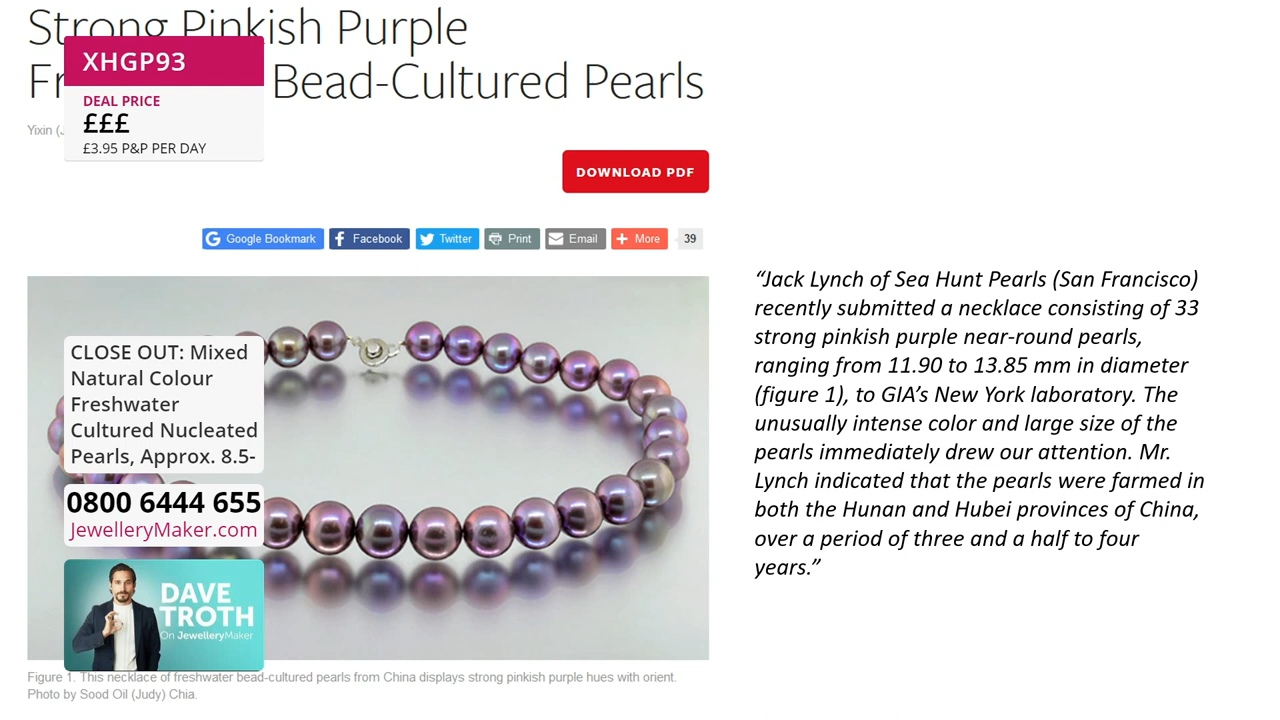 Strong Pinkish Purple
Bead-Cultured Pearls
XHGP93
DEAL PRICE
£££
£3.95 P&P PER DAY
Yixin
DOWNLOAD PDF
Google Bookmark
Facebook
Twitter
Print
Email
More
39
CLOSE OUT: Mixed
Natural Colour
Freshwater
Cultured Nucleated
Pearls, Approx. 8.5-
0800 6444 655
JewelleryMaker.com
DAVE
TROTH
On JewelleryMaker
Figure 1. This necklace of freshwater bead-cultured pearls from China displays strong pinkish purple hues with orient.
Photo by Sood Oil (Judy) Chia.
“Jack Lynch of Sea Hunt Pearls (San Francisco)
recently submitted a necklace consisting of 33
strong pinkish purple near-round pearls,
ranging from 11.90 to 13.85 mm in diameter
(figure 1), to GIA’s New York laboratory. The
unusually intense color and large size of the
pearls immediately drew our attention. Mr.
Lynch indicated that the pearls were farmed in
both the Hunan and Hubei provinces of China,
over a period of three and a half to four
years.”